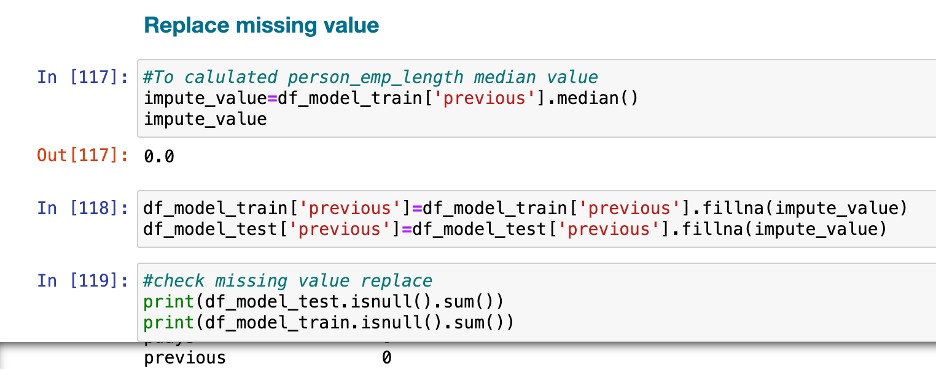 Replace missing value
In [117]: #To calulated person_emp_length median value
impute_value=df_model_train['previous'].median()
impute_value
Out[117]: 0.0
In [118]: df_model_train['previous']=df_model_train['previous'].fillna(impute_value)
df_model_test['previous']=df_model_test['previous'].fillna(impute_value)
In [119]: #check missing value replace
print(df_model_test.isnull().sum())
print(df_model_train.isnull().sum())
previous 0